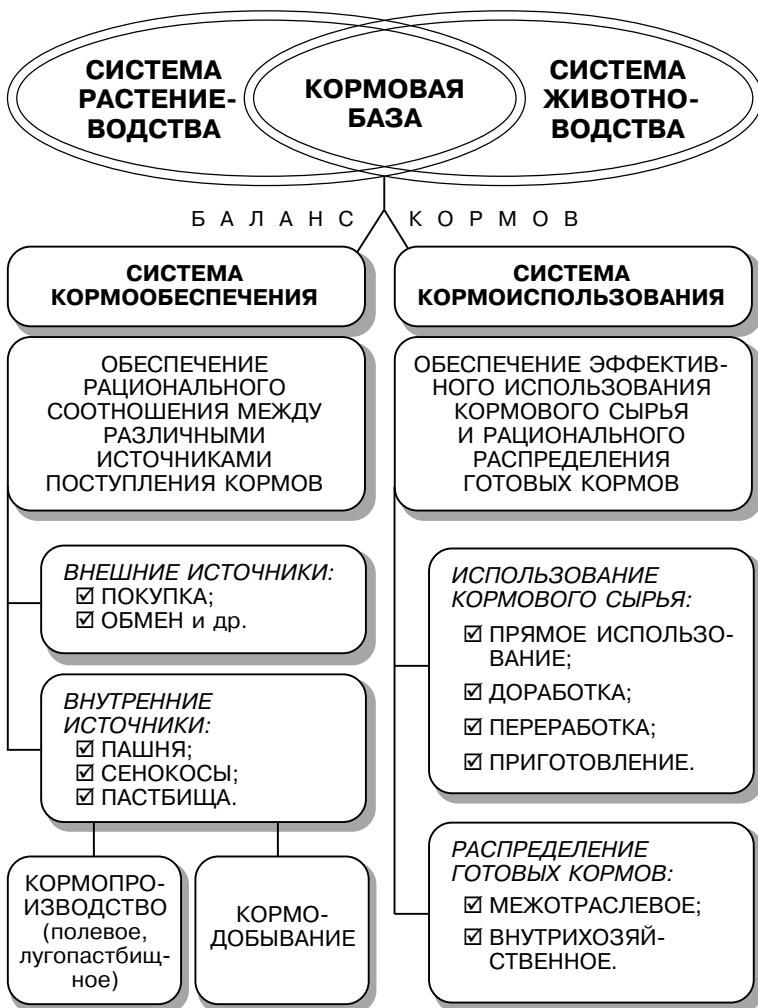 СИСТЕМА
РАСТЕНИЕ-
ВОДСТВА
КОРМОВАЯ
БАЗА
СИСТЕМА
ЖИВОТНО-
ВОДСТВА
БАЛАНС КОРМОВ
СИСТЕМА
КОРМООБЕСПЕЧЕНИЯ
ОБЕСПЕЧЕНИЕ
РАЦИОНАЛЬНОГО
СООТНОШЕНИЯ МЕЖДУ
РАЗЛИЧНЫМИ
ИСТОЧНИКАМИ
ПОСТУПЛЕНИЯ КОРМОВ
ВНЕШНИЕ ИСТОЧНИКИ:
☑ ПОКУПКА;
☑ ОБМЕН и др.
ВНУТРЕННИЕ
ИСТОЧНИКИ:
☑ ПАШНЯ;
☑ СЕНОКОСЫ;
☑ ПАСТБИЩА.
КОРМОПРО-
ИЗВОДСТВО
(полевое,
лугопастбищ-
ное)
КОРМО-
ДОБЫВАНИЕ
СИСТЕМА
КОРМОИСПОЛЬЗОВАНИЯ
ОБЕСПЕЧЕНИЕ ЭФФЕКТИВ-
НОГО ИСПОЛЬЗОВАНИЯ
КОРМОВОГО СЫРЬЯ
И РАЦИОНАЛЬНОГО
РАСПРЕДЕЛЕНИЯ
ГОТОВЫХ КОРМОВ
ИСПОЛЬЗОВАНИЕ
КОРМОВОГО СЫРЬЯ:
☑ ПРЯМОЕ ИСПОЛЬЗО-
ВАНИЕ;
☑ ДОРАБОТКА;
☑ ПЕРЕРАБОТКА;
☑ ПРИГОТОВЛЕНИЕ.
РАСПРЕДЕЛЕНИЕ
ГОТОВЫХ КОРМОВ:
☑ МЕЖОТРАСЛЕВОЕ;
☑ ВНУТРИХОЗЯЙ-
СТВЕННОЕ.